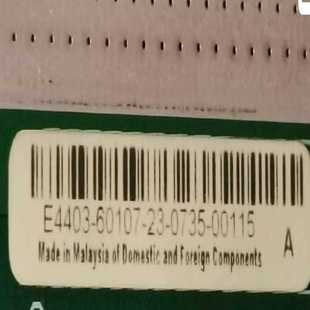 E4403-60107-23-0735-00115
Made in Malaysia of Domestic and Foreign Components
A